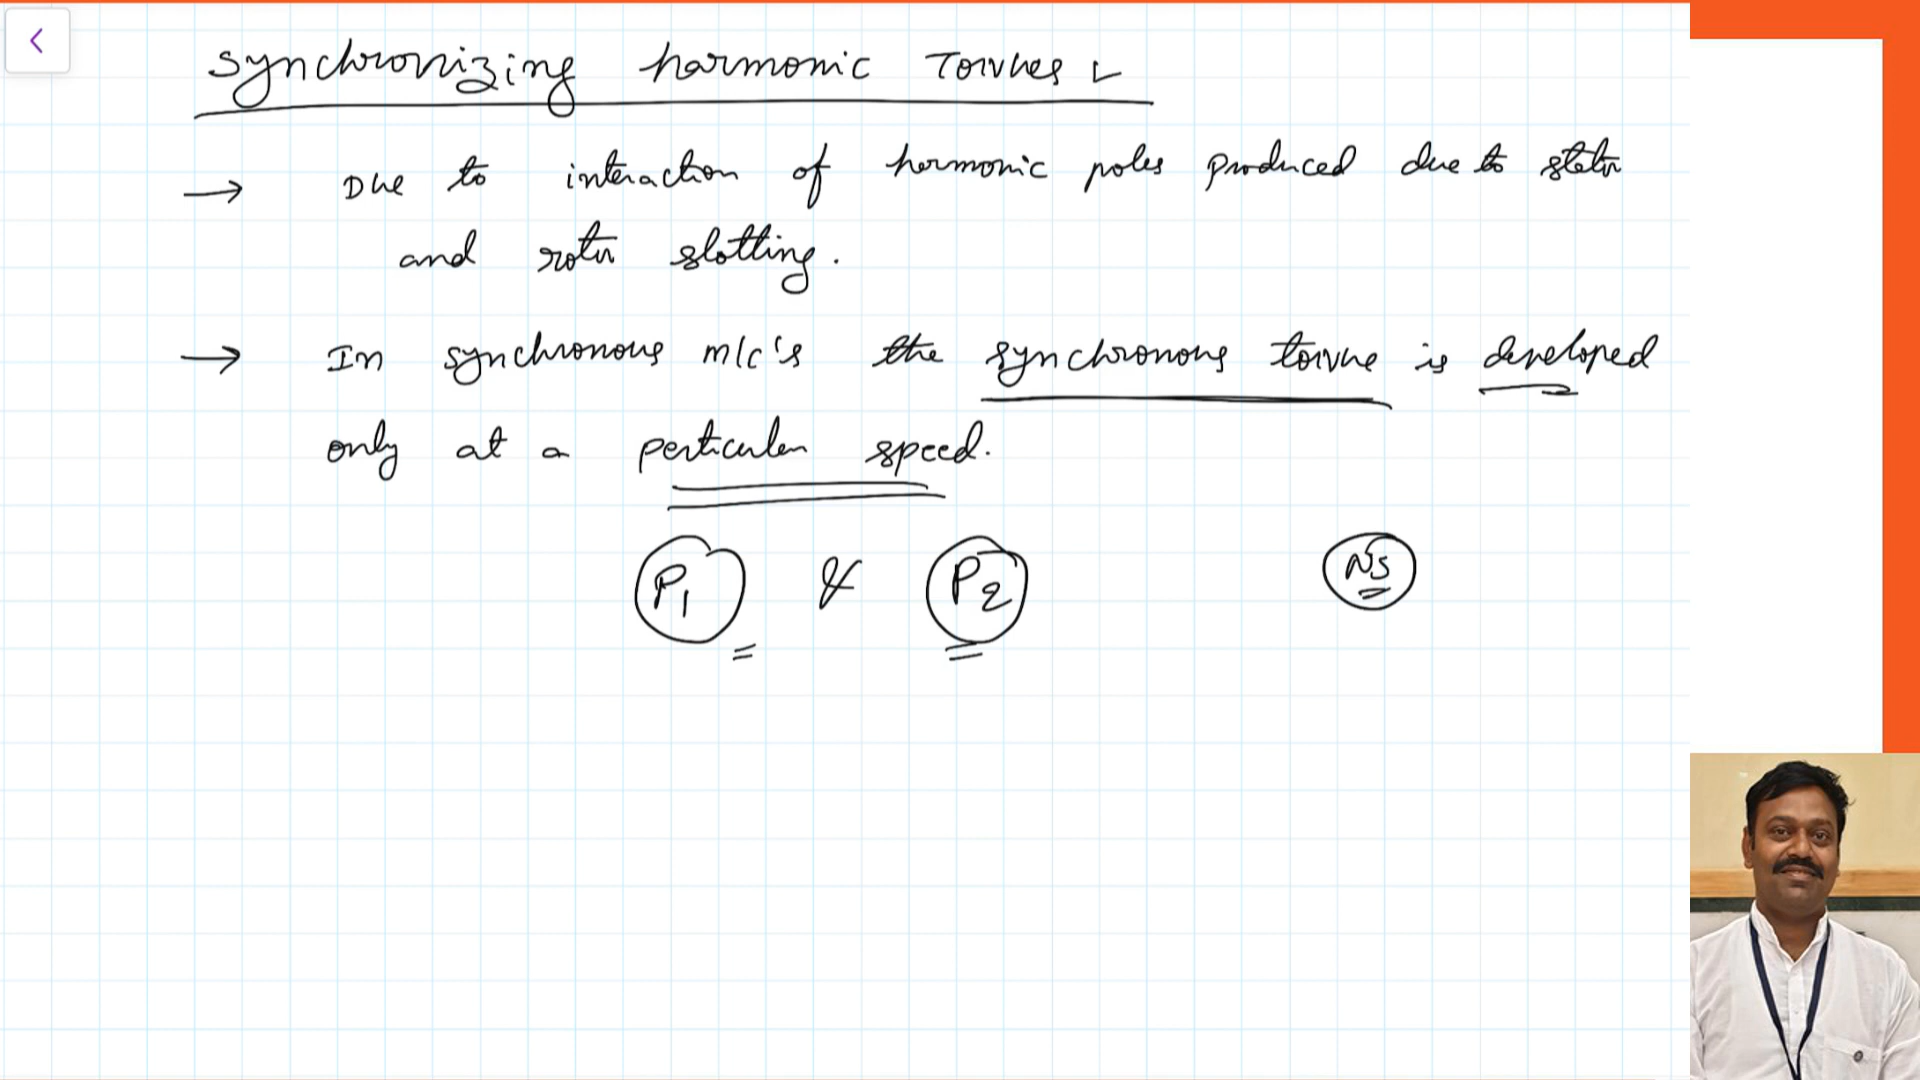 synchronizing harmonic Torques
→ Due to interaction of harmonic poles produced due to stator
and rotor slotting.
→ In synchronous m/c's the synchronous torque is developed
only at a perticular speed.
P1 & P2 Ns